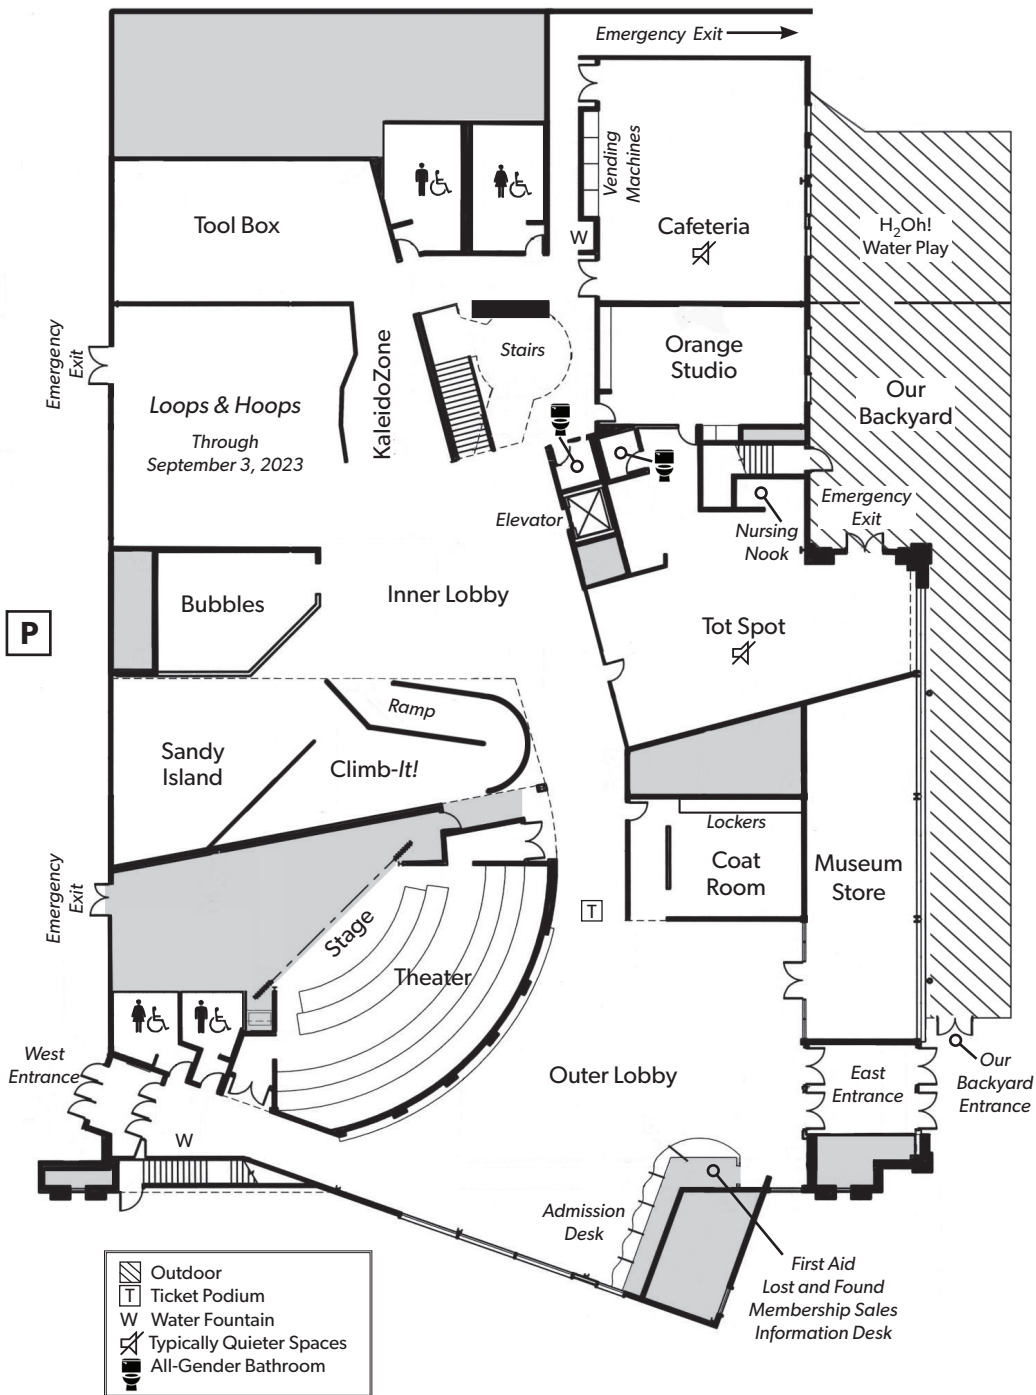 Emergency Exit
Vending
Machines
Tool Box
W
Cafeteria
H₂Oh!
Water Play
Emergency
Exit
KaleidoZone
Stairs
Orange
Studio
Loops & Hoops
Through
September 3, 2023
Our
Backyard
Elevator
Nursing
Nook
Emergency
Exit
P
Bubbles
Inner Lobby
Tot Spot
Ramp
Sandy
Island
Climb-It!
Lockers
Coat
Room
Museum
Store
Emergency
Exit
T
Stage
Theater
West
Entrance
Outer Lobby
East
Entrance
Our
Backyard
Entrance
W
Admission
Desk
First Aid
Lost and Found
Membership Sales
Information Desk
Outdoor
T Ticket Podium
W Water Fountain
Typically Quieter Spaces
All-Gender Bathroom